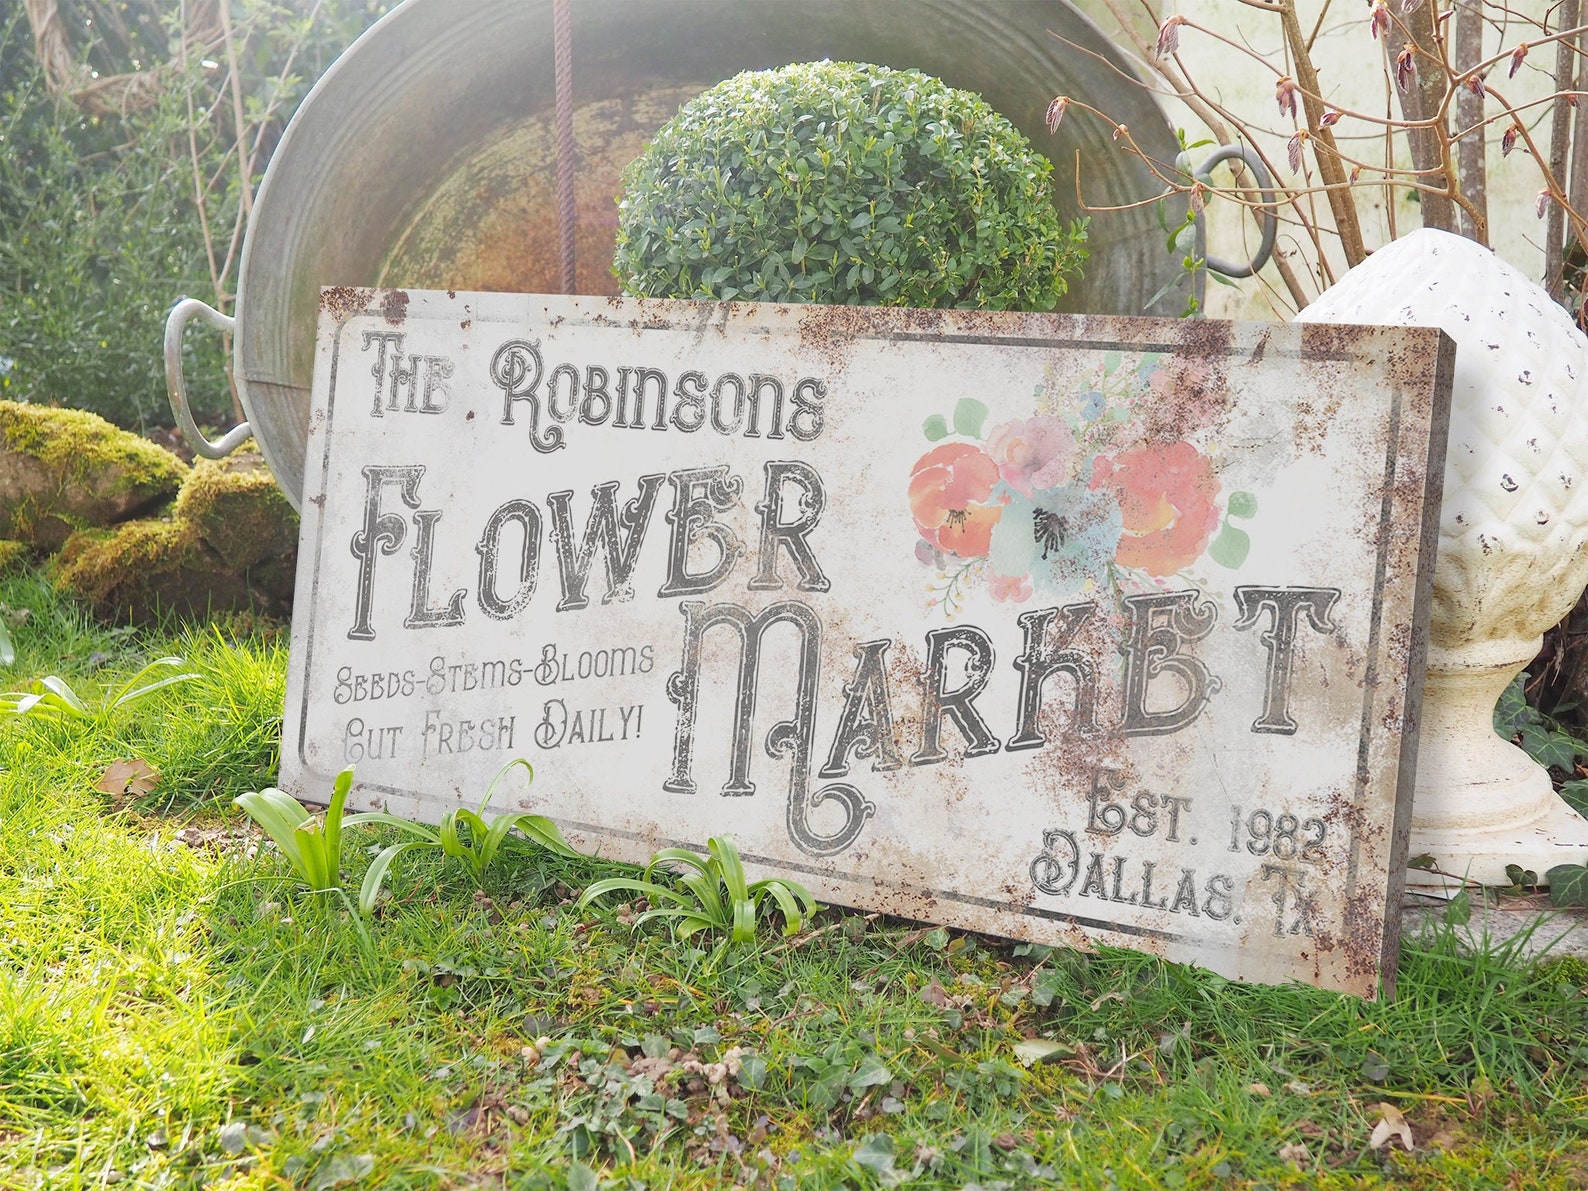 The Robinsons
Flower
Market
Seeds-Stems-Blooms
Cut Fresh Daily!
Est. 1982
Dallas, Tx